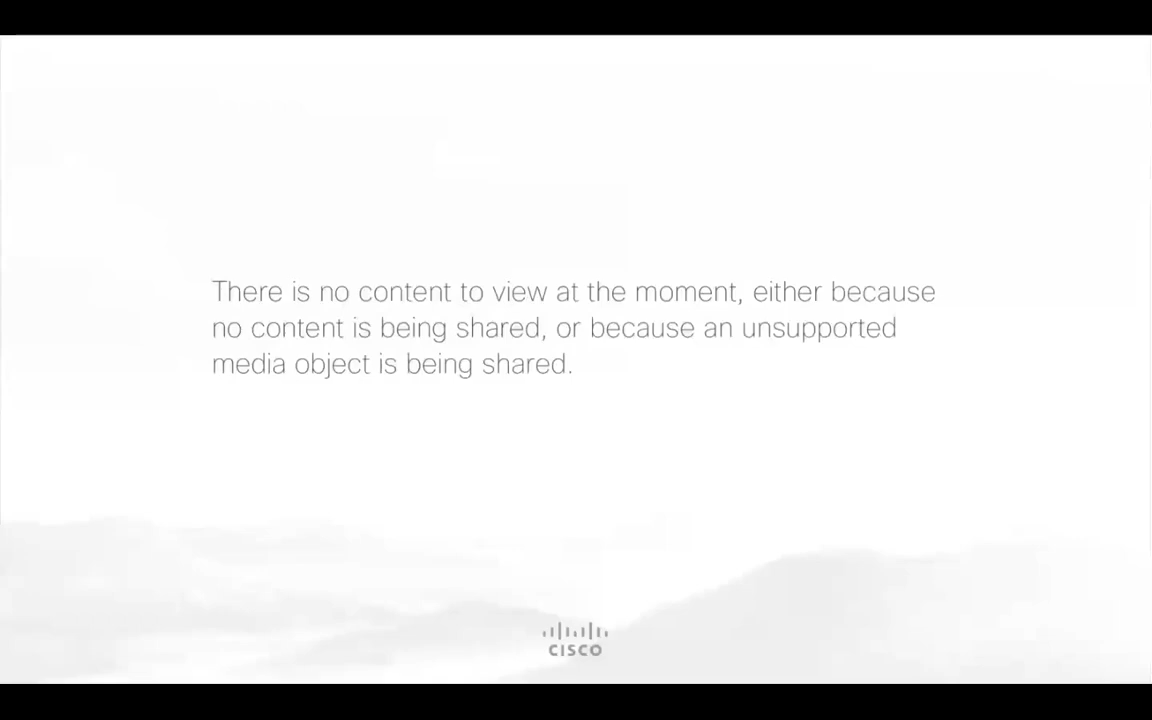 There is no content to view at the moment, either because
no content is being shared, or because an unsupported
media object is being shared.
CISCO